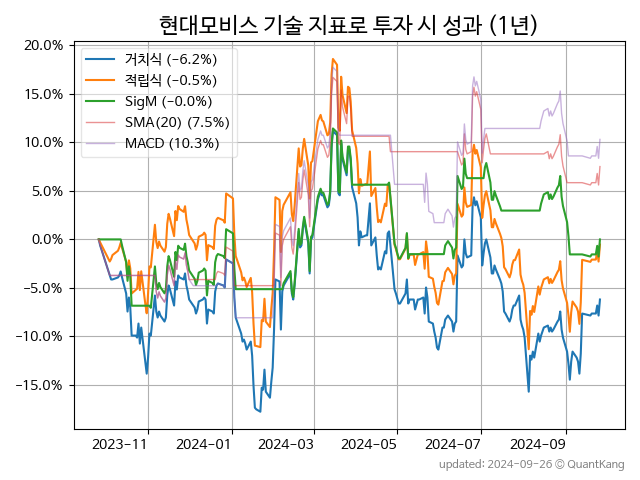 현대모비스 기술 지표로 투자 시 성과 (1년)
20.0%
15.0%
10.0%
5.0%
0.0%
−5.0%
−10.0%
−15.0%
거치식 (-6.2%)
적립식 (-0.5%)
SigM (-0.0%)
SMA(20) (7.5%)
MACD (10.3%)
2023-11
2024-01
2024-03
2024-05
2024-07
2024-09
updated: 2024-09-26 © QuantKang